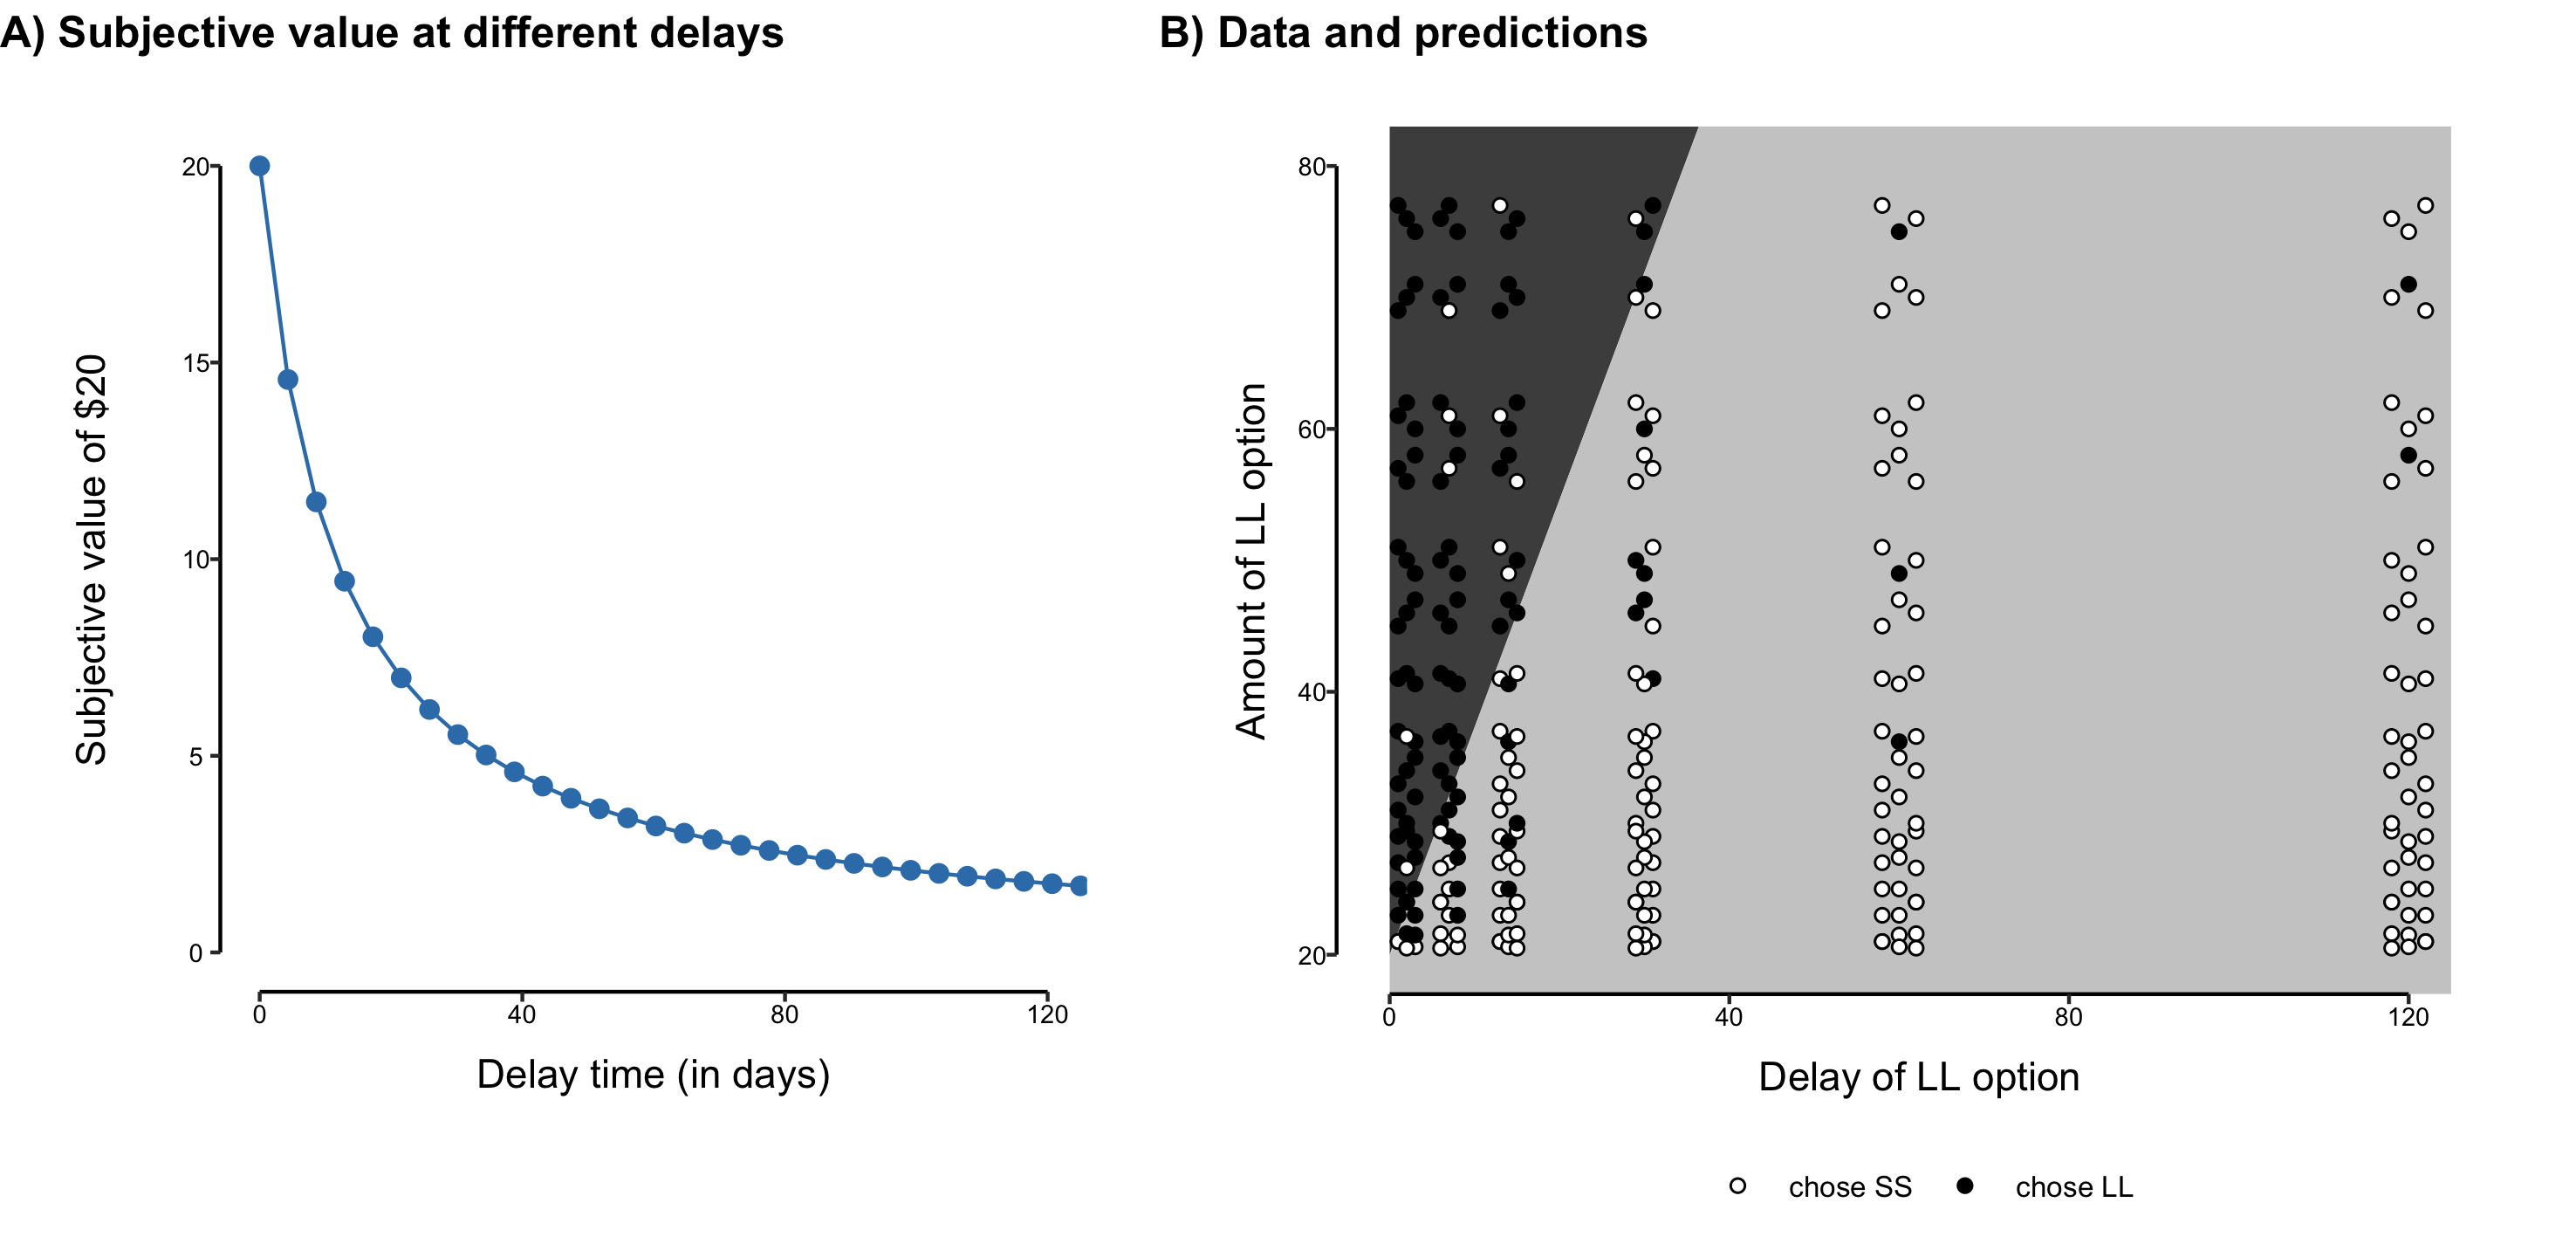 A) Subjective value at different delays
Subjective value of $20
20
15
10
5
0
0 40 80 120
Delay time (in days)
B) Data and predictions
Amount of LL option
80
60
40
20
0 40 80 120
Delay of LL option
chose SS chose LL